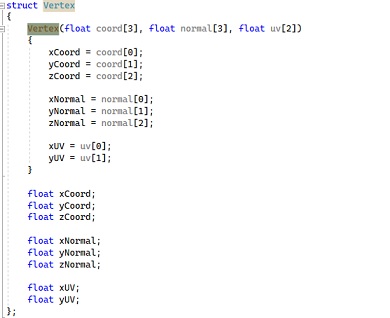 struct Vertex
{
Vertex(float coord[3], float normal[3], float uv[2])
{
xCoord = coord[0];
yCoord = coord[1];
zCoord = coord[2];
xNormal = normal[0];
yNormal = normal[1];
zNormal = normal[2];
xUV = uv[0];
yUV = uv[1];
}
float xCoord;
float yCoord;
float zCoord;
float xNormal;
float yNormal;
float zNormal;
float xUV;
float yUV;
};